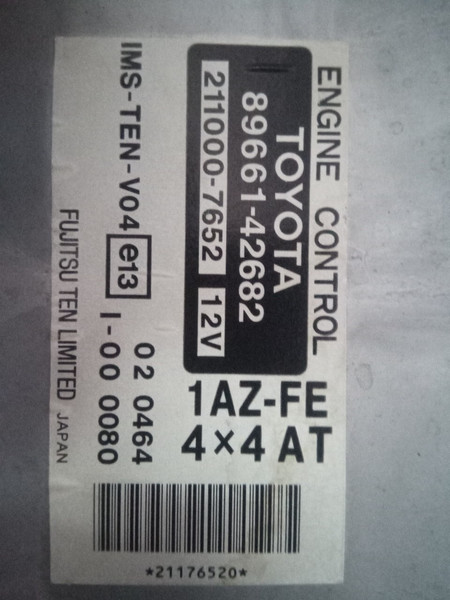 ENGINE CONTROL
TOYOTA
89661-42682
211000-7652 12V
1AZ-FE
4×4 AT
IMS-TEN-V04 e13 02 0464
I-00 0080
FUJITSU TEN LIMITED JAPAN
*21176520*